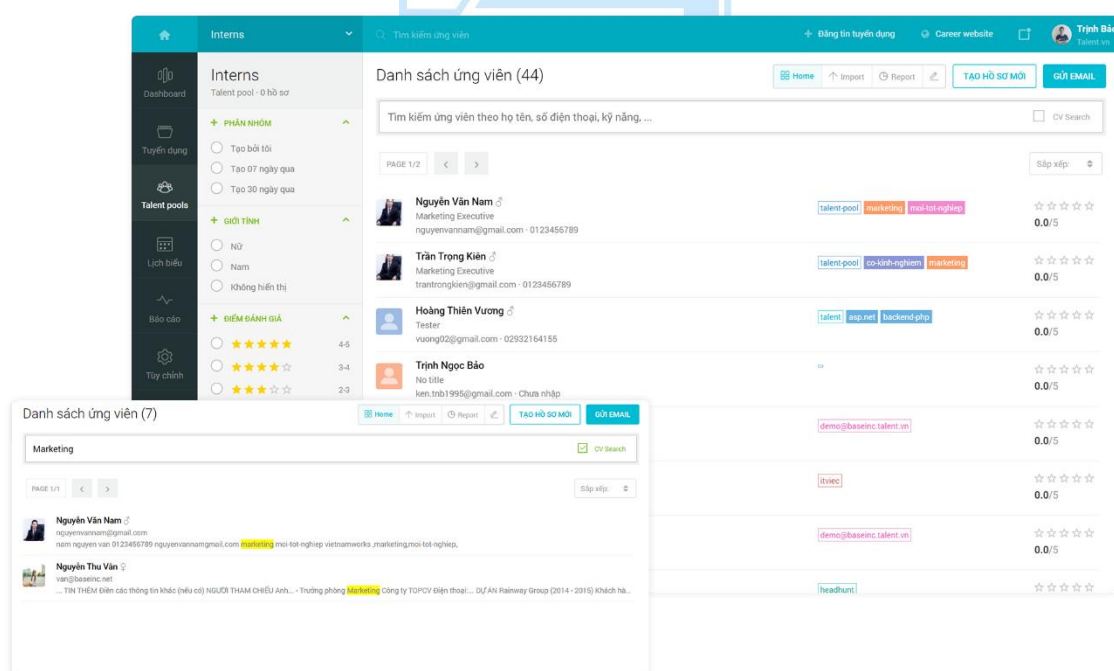 Interns
Tìm kiếm ứng viên
+ Đăng tin tuyển dụng
Career website
Trịnh Bảo
Talent.vn
Dashboard
Tuyển dụng
Talent pools
Lịch biểu
Báo cáo
Tùy chỉnh
Interns
Talent pool · 0 hồ sơ
+ PHÂN NHÓM
Tạo bởi tôi
Tạo 07 ngày qua
Tạo 30 ngày qua
+ GIỚI TÍNH
Nữ
Nam
Không hiển thị
+ ĐIỂM ĐÁNH GIÁ
4-5
3-4
2-3
Danh sách ứng viên (44)
Home Import Report TẠO HỒ SƠ MỚI GỬI EMAIL
Tìm kiếm ứng viên theo họ tên, số điện thoại, kỹ năng, ...
CV Search
PAGE 1/2 < >
Sắp xếp:
Nguyễn Văn Nam ♂
Marketing Executive
nguyenvannam@gmail.com · 0123456789
talent-pool marketing moi-tot-nghiep
0.0/5
Trần Trọng Kiên ♂
Marketing Executive
trantrongkien@gmail.com · 0123456789
talent-pool co-kinh-nghiem marketing
0.0/5
Hoàng Thiên Vương ♂
Tester
vuong02@gmail.com · 02932164155
talent asp.net backend-php
0.0/5
Trịnh Ngọc Bảo
No title
ken.tnb1995@gmail.com · Chưa nhập
0.0/5
demo@baseinc.talent.vn
0.0/5
itviec
0.0/5
demo@baseinc.talent.vn
0.0/5
headhunt
Danh sách ứng viên (7)
Home Import Report TẠO HỒ SƠ MỚI GỬI EMAIL
Marketing
CV Search
PAGE 1/1 < >
Sắp xếp:
Nguyễn Văn Nam ♂
nguyenvannam@gmail.com
nam nguyen van 0123456789 nguyenvannamgmail.com marketing moi-tot-nghiep vietnamworks ,marketing,moi-tot-nghiep,
Nguyễn Thu Vân ♀
van@baseinc.net
... TIN THÊM Điền các thông tin khác (nếu có) NGƯỜI THAM CHIẾU Anh... - Trưởng phòng Marketing Công ty TOPCV Điện thoại:... DỰ ÁN Rainway Group (2014 - 2015) Khách hà...